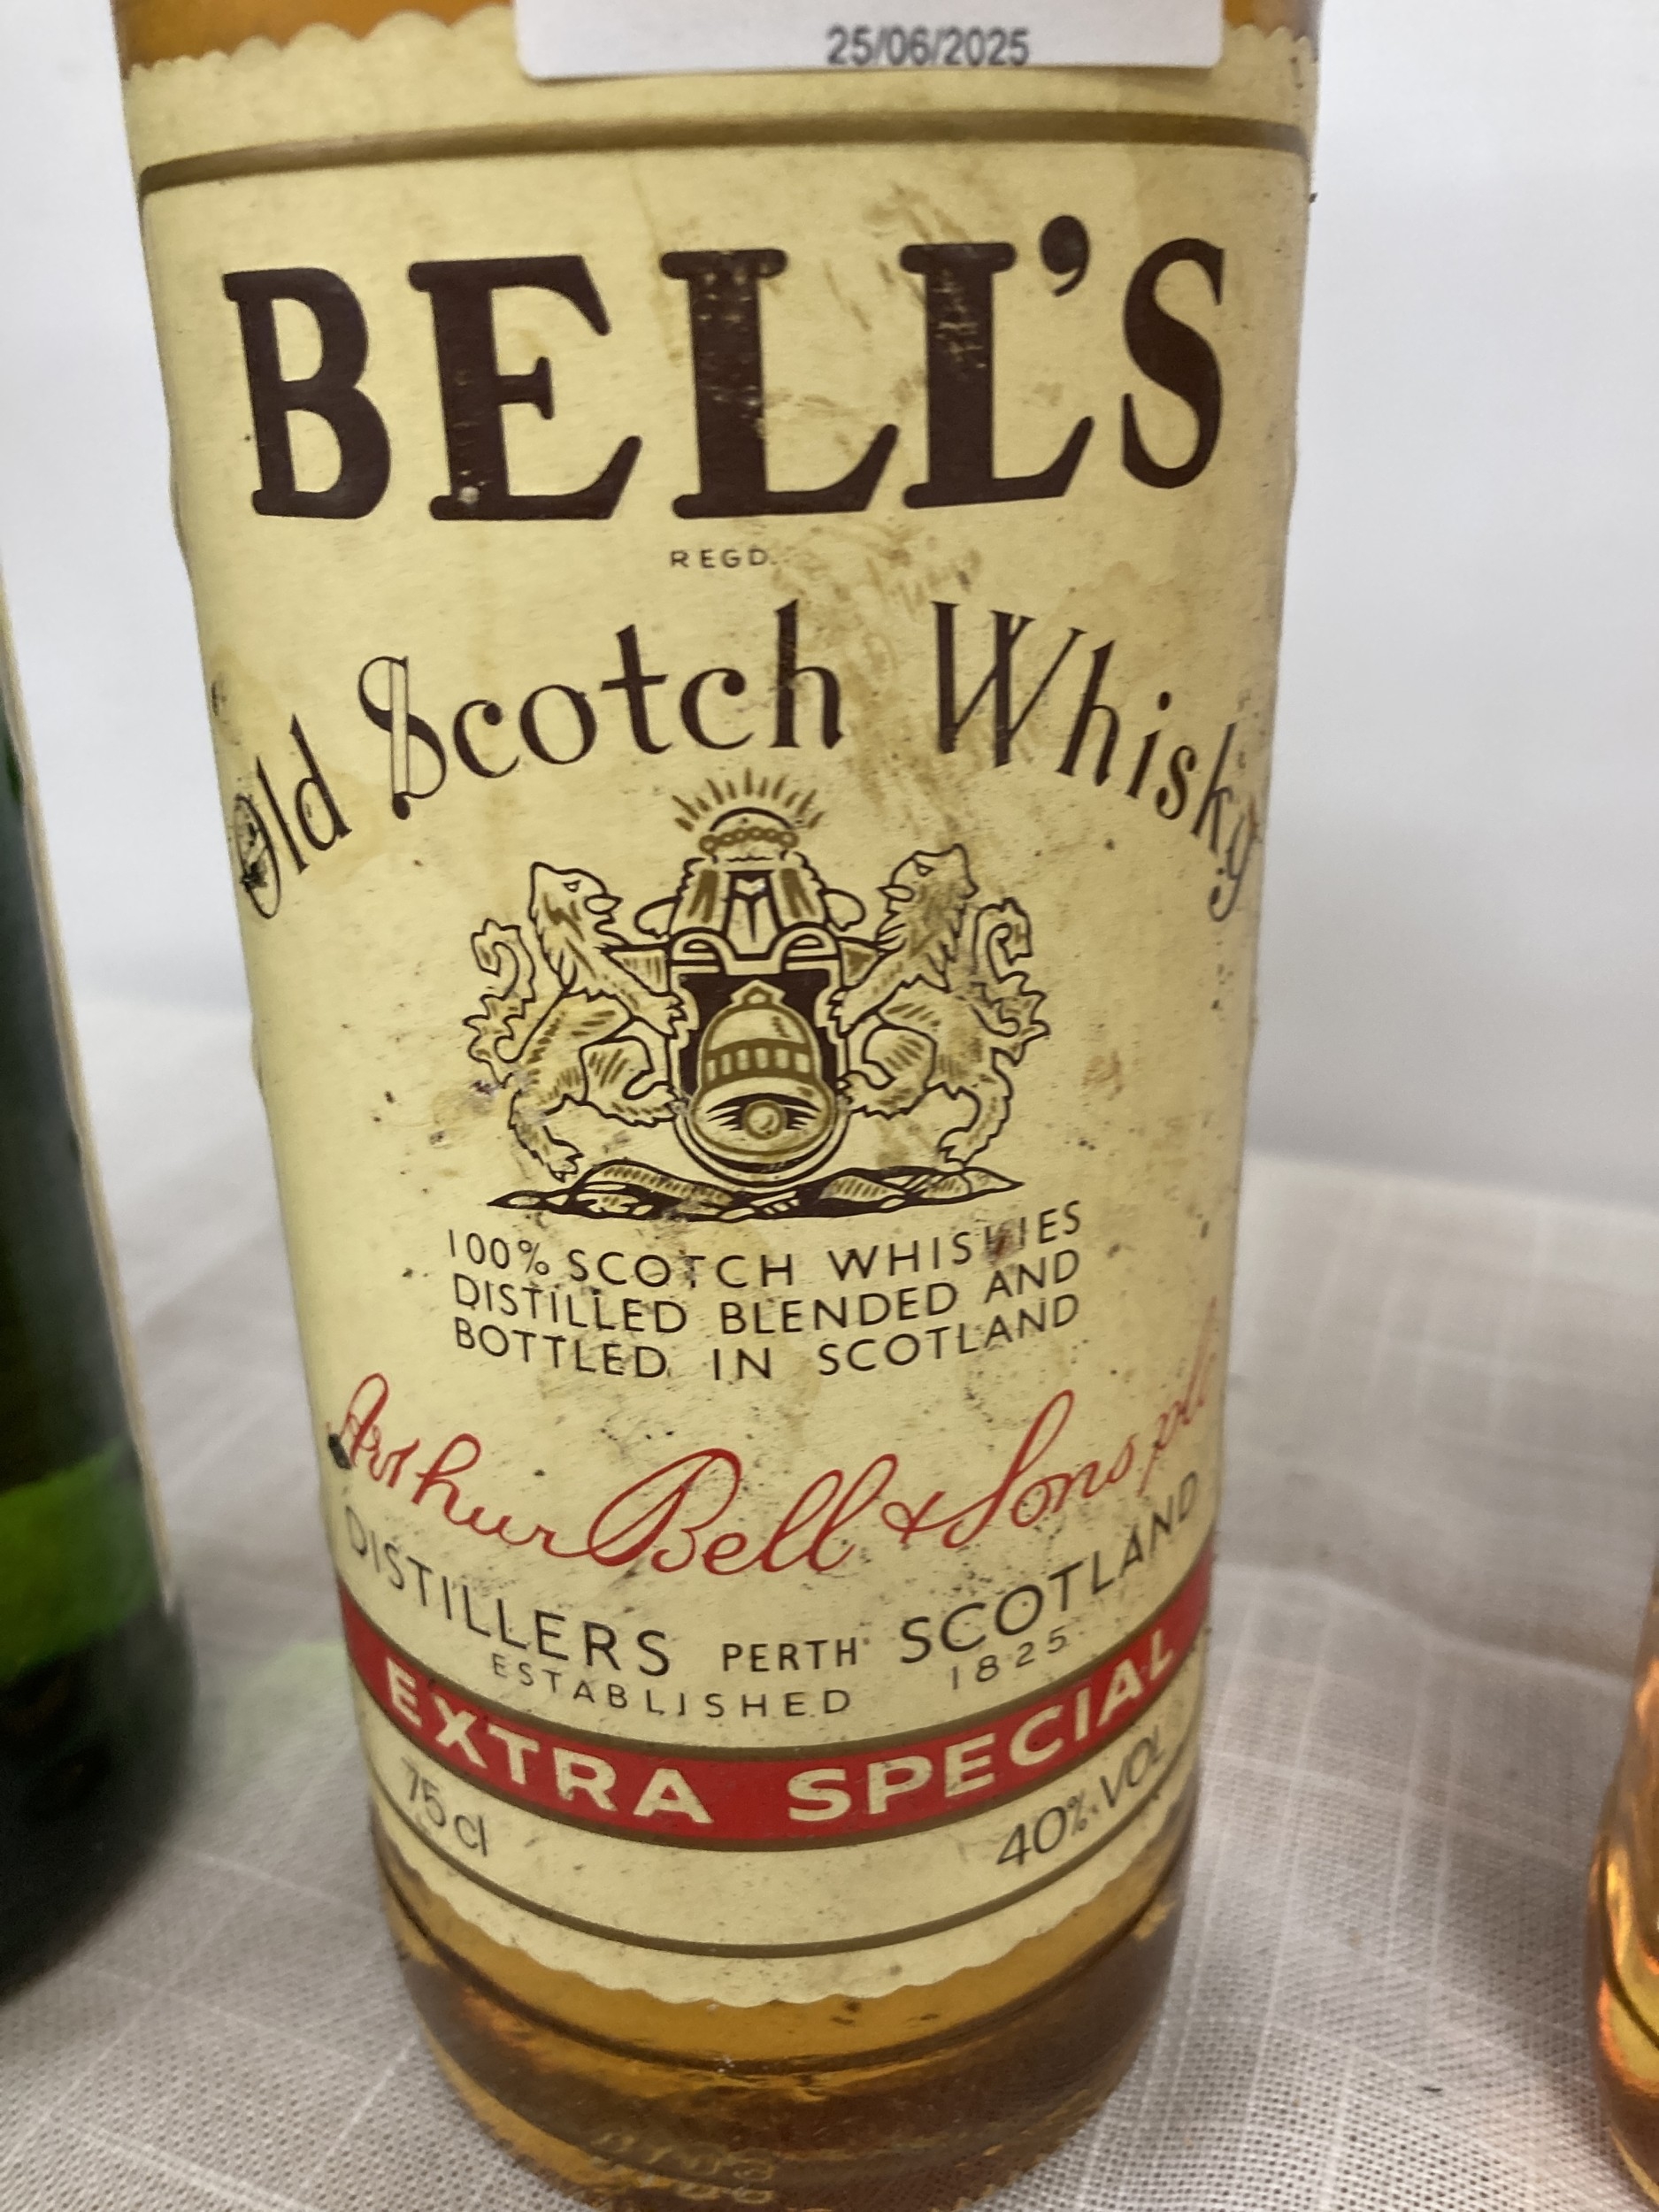 25/06/2025
BELL'S
REGD.
Old Scotch Whisky
100% SCOTCH WHISKIES
DISTILLED BLENDED AND
BOTTLED IN SCOTLAND
Arthur Bell & Sons plc
DISTILLERS PERTH SCOTLAND
ESTABLISHED 1825
EXTRA SPECIAL
75 cl 40% VOL